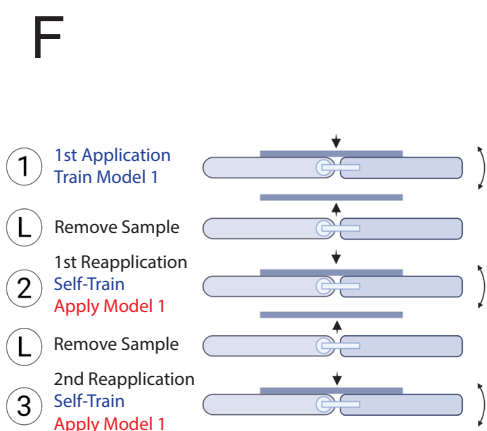 F
1 1st Application
Train Model 1
L Remove Sample
1st Reapplication
2 Self-Train
Apply Model 1
L Remove Sample
2nd Reapplication
3 Self-Train
Apply Model 1